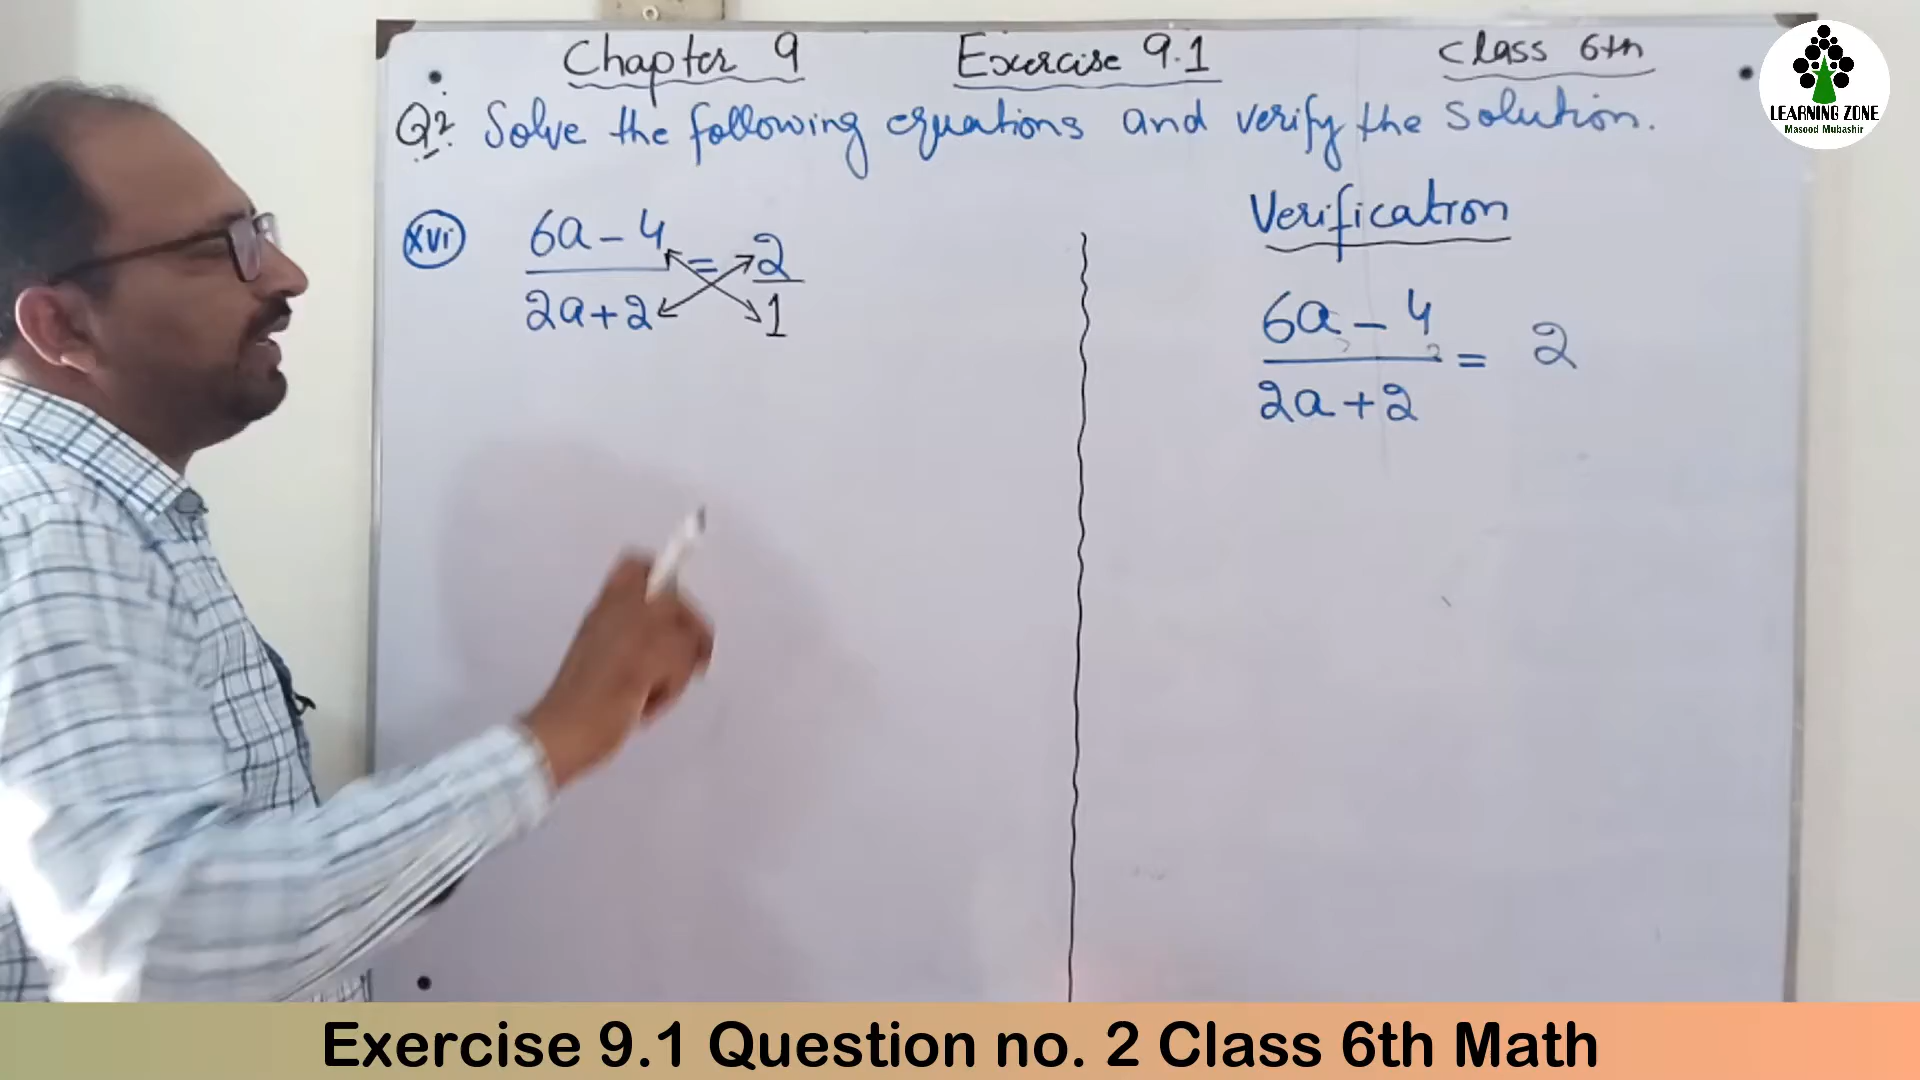 Chapter 9 Exercise 9.1 Class 6th
LEARNING ZONE
Masood Mubashir
Q2: Solve the following equations and verify the solution.
Verification
xvi 6a - 4 = 2
2a + 2 1
6a - 4 = 2
2a + 2
Exercise 9.1 Question no. 2 Class 6th Math